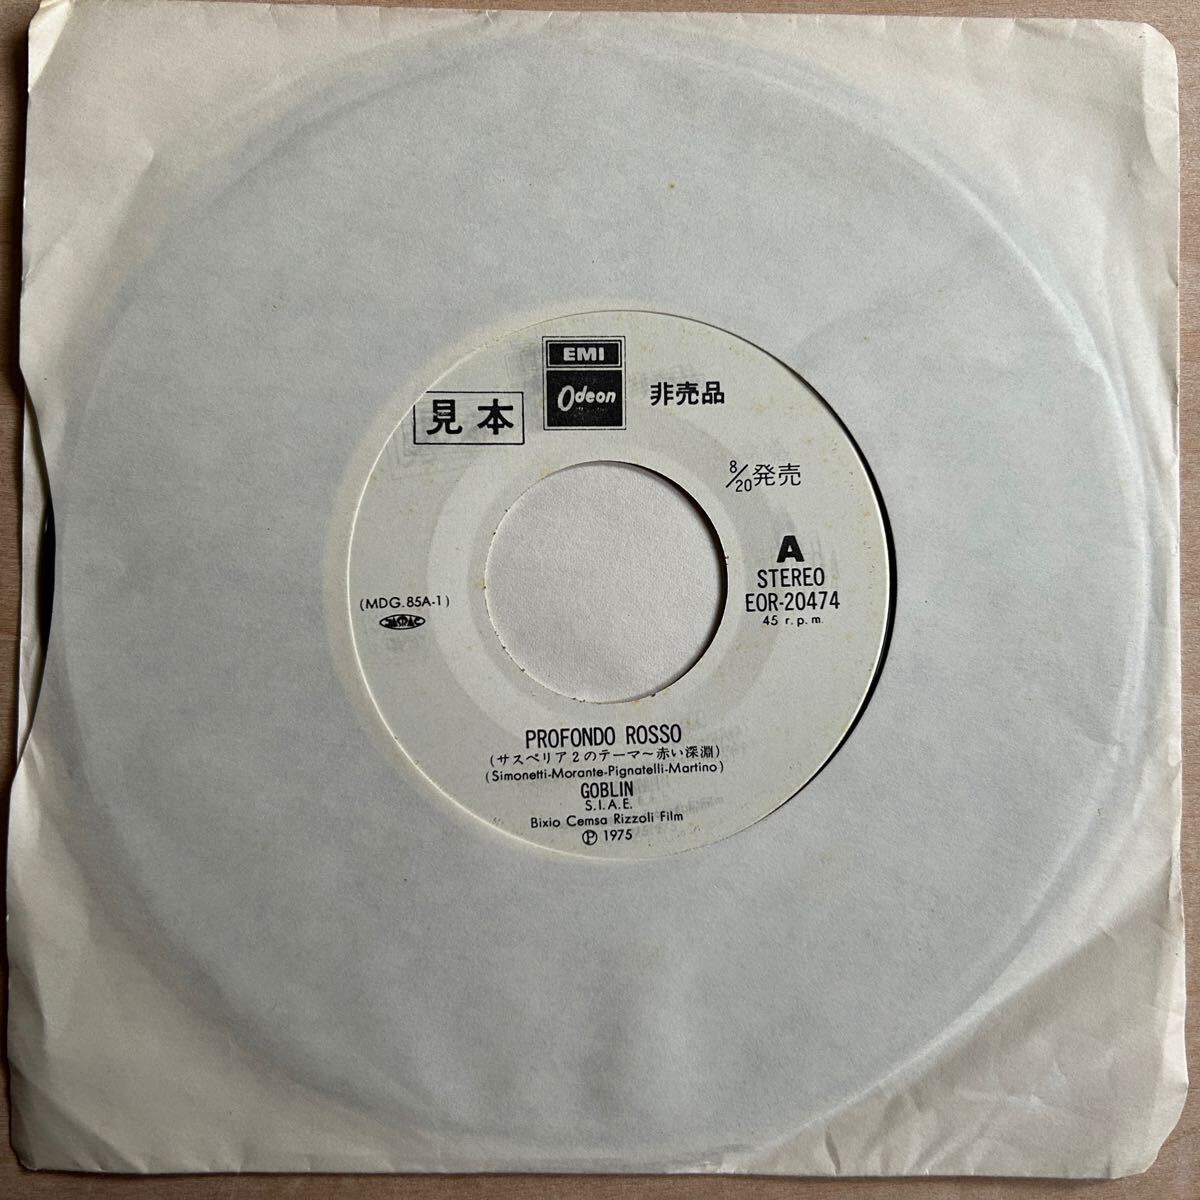 EMI
Odeon
見本
非売品
8/20発売
A
STEREO
EOR-20474
45 r.p.m.
(MDG.85A-1)
JASRAC
PROFONDO ROSSO
(サスペリア2のテーマ~赤い深淵)
(Simonetti-Morante-Pignatelli-Martino)
GOBLIN
S.I.A.E.
Bixio Cemsa Rizzoli Film
Ⓟ 1975